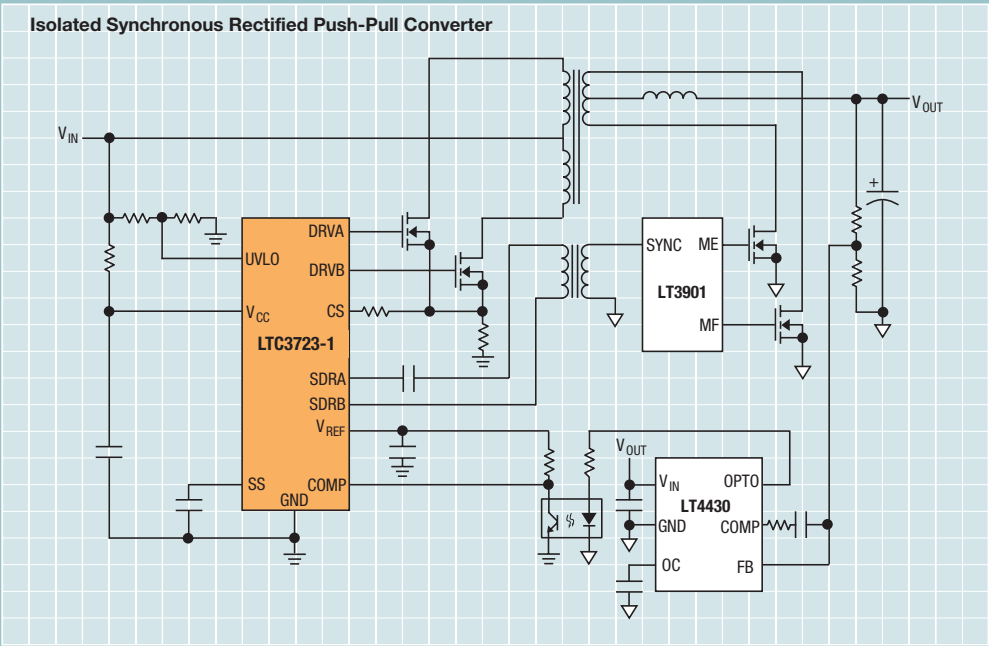 Isolated Synchronous Rectified Push-Pull Converter
VIN
VOUT
+
DRVA
UVLO
DRVB
SYNC ME
LT3901
VCC
CS
MF
LTC3723-1
SDRA
SDRB
VREF
VOUT
VIN OPTO
LT4430
SS
COMP
GND
GND COMP
OC
FB